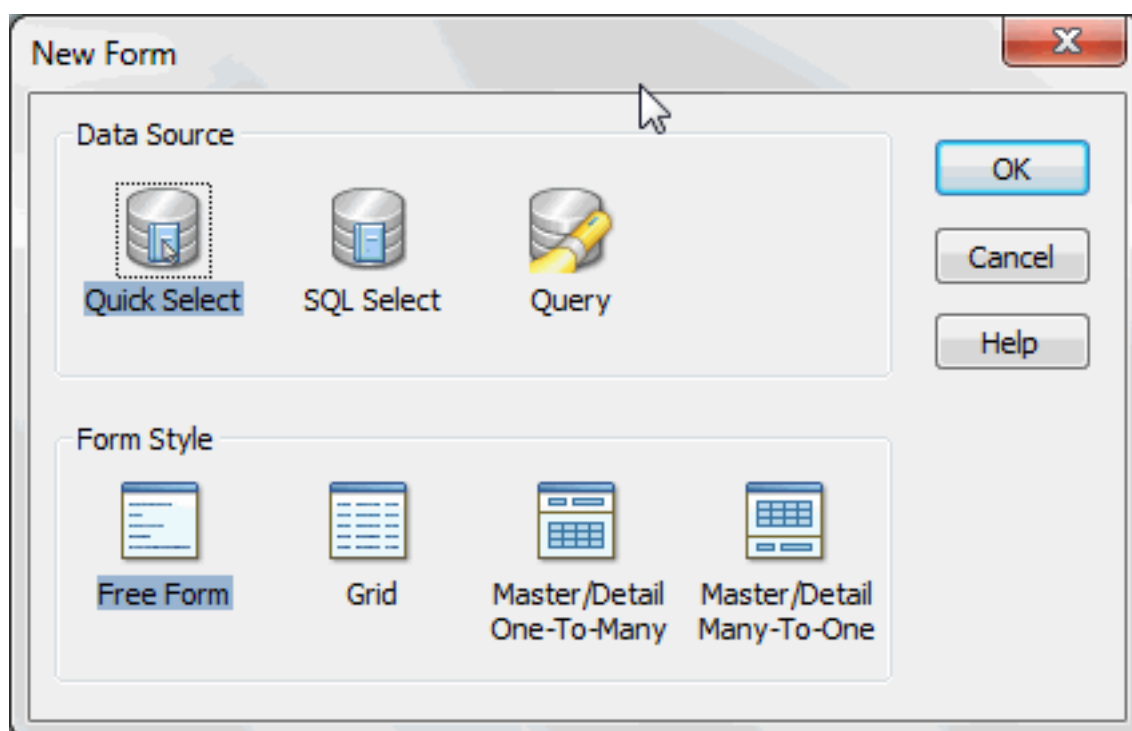 New Form
Data Source
OK
Quick Select
SQL Select
Query
Cancel
Help
Form Style
Free Form
Grid
Master/Detail
One-To-Many
Master/Detail
Many-To-One